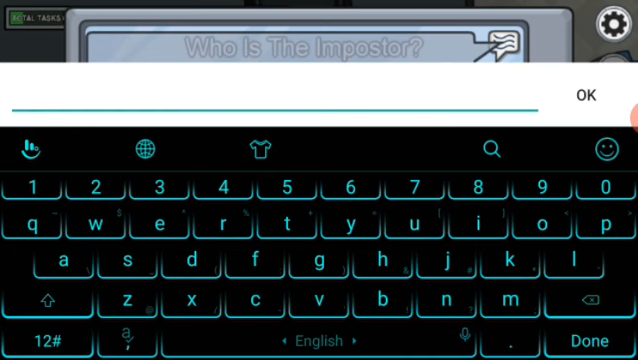 TOTAL TASKS
Who Is The Impostor?
OK
1 2 3 4 5 6 7 8 9 0
q w e r t y u i o p
a s d f g h j k l
z x c v b n m
12# a , English . Done